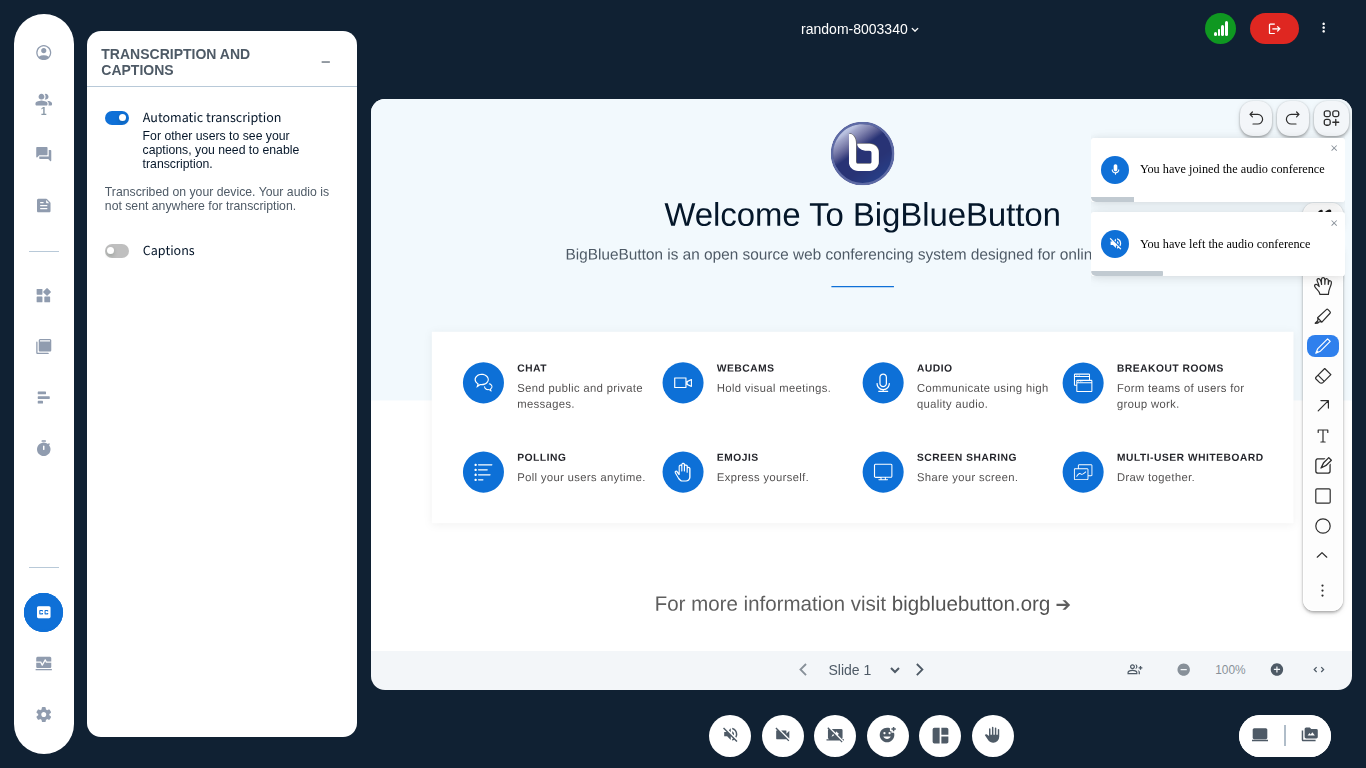 random-8003340
TRANSCRIPTION AND
CAPTIONS
1
Automatic transcription
For other users to see your
captions, you need to enable
transcription.
Transcribed on your device. Your audio is
not sent anywhere for transcription.
Captions
You have joined the audio conference
You have left the audio conference
Welcome To BigBlueButton
BigBlueButton is an open source web conferencing system designed for onlin
CHAT
Send public and private
messages.
WEBCAMS
Hold visual meetings.
AUDIO
Communicate using high
quality audio.
BREAKOUT ROOMS
Form teams of users for
group work.
POLLING
Poll your users anytime.
EMOJIS
Express yourself.
SCREEN SHARING
Share your screen.
MULTI-USER WHITEBOARD
Draw together.
For more information visit bigbluebutton.org ➔
Slide 1
100%